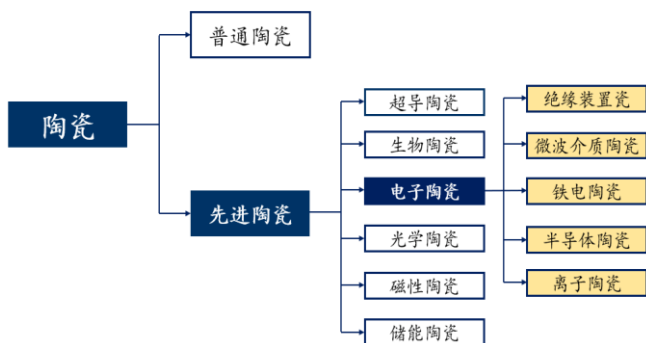 陶瓷
普通陶瓷
先进陶瓷
超导陶瓷
生物陶瓷
电子陶瓷
光学陶瓷
磁性陶瓷
储能陶瓷
绝缘装置瓷
微波介质陶瓷
铁电陶瓷
半导体陶瓷
离子陶瓷